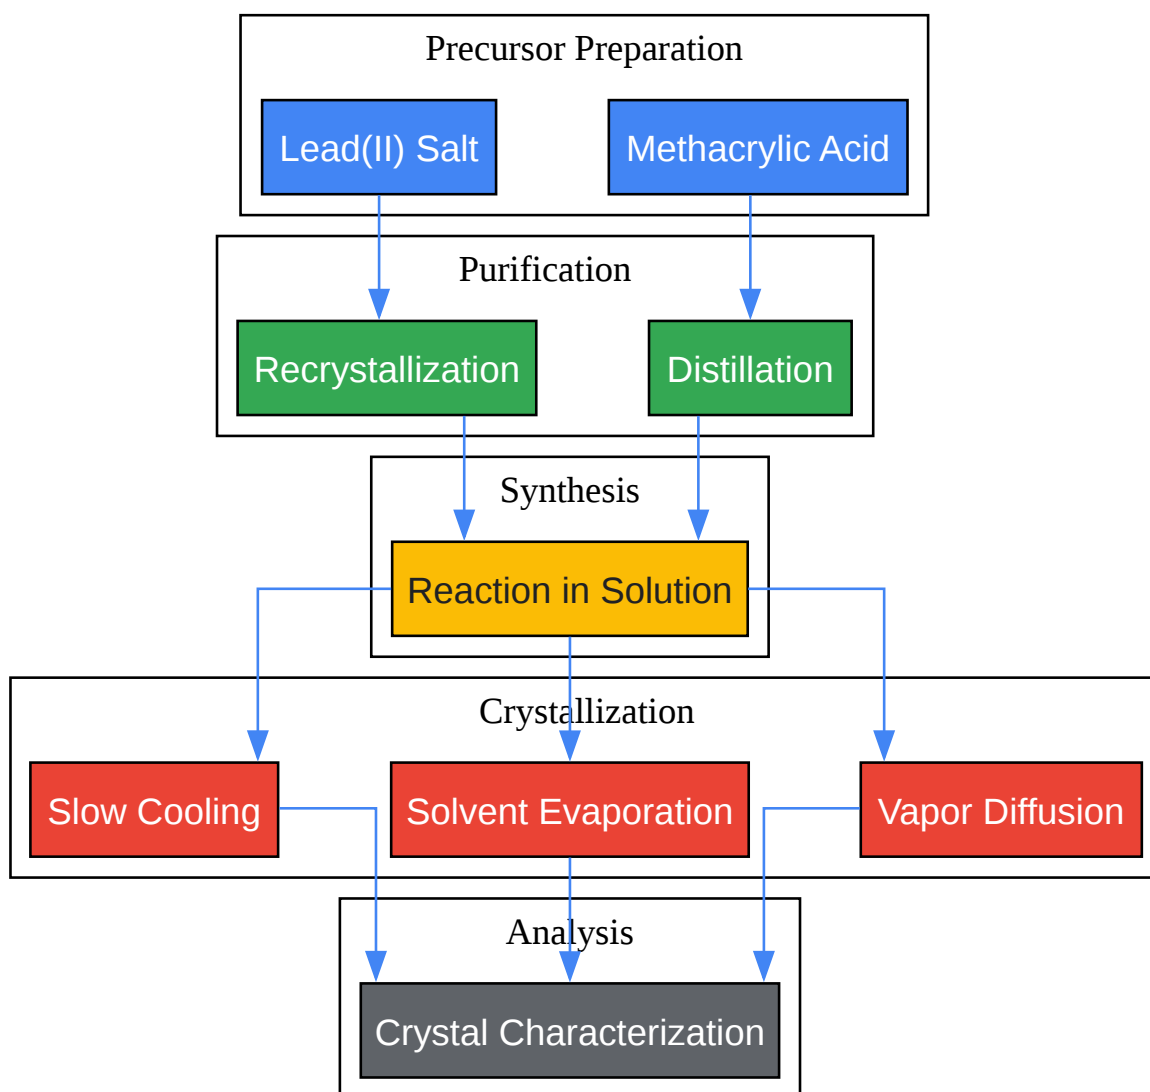 Precursor Preparation
Lead(II) Salt
Methacrylic Acid
Purification
Recrystallization
Distillation
Synthesis
Reaction in Solution
Crystallization
Slow Cooling
Solvent Evaporation
Vapor Diffusion
Analysis
Crystal Characterization